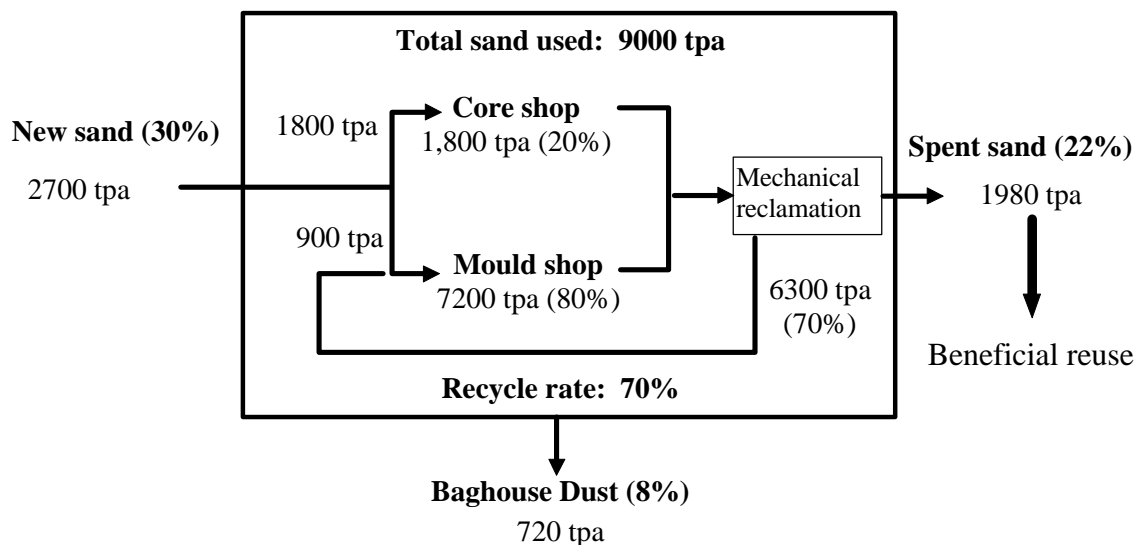 Total sand used: 9000 tpa
New sand (30%)
2700 tpa
1800 tpa
900 tpa
Core shop
1,800 tpa (20%)
Mould shop
7200 tpa (80%)
Mechanical
reclamation
6300 tpa
(70%)
Spent sand (22%)
1980 tpa
Beneficial reuse
Recycle rate: 70%
Baghouse Dust (8%)
720 tpa